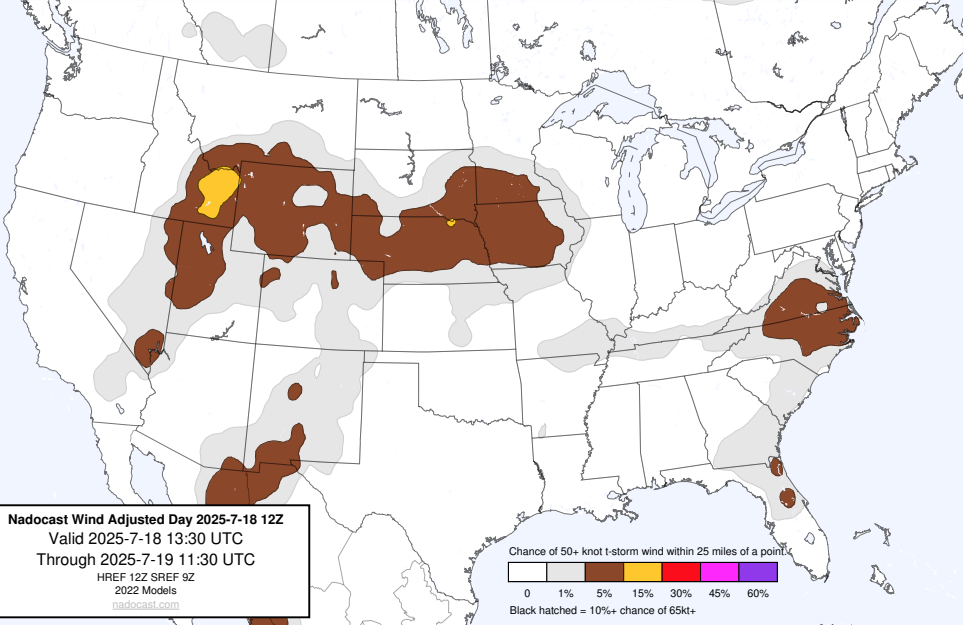 Nadocast Wind Adjusted Day 2025-7-18 12Z
Valid 2025-7-18 13:30 UTC
Through 2025-7-19 11:30 UTC
HREF 12Z SREF 9Z
2022 Models
nadocast.com
Chance of 50+ knot t-storm wind within 25 miles of a point.
0 1% 5% 15% 30% 45% 60%
Black hatched = 10%+ chance of 65kt+